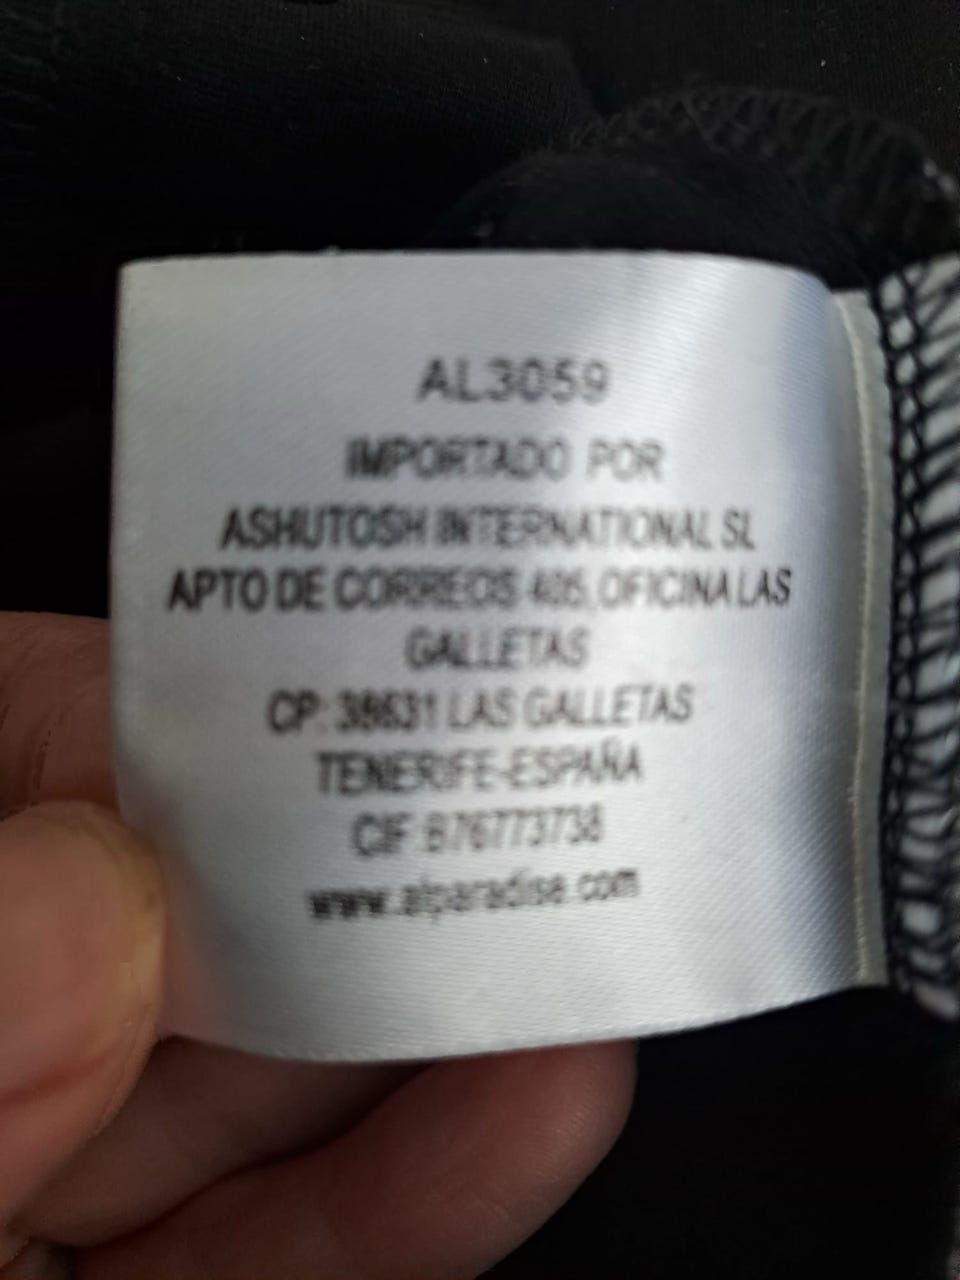 AL3059
IMPORTADO POR
ASHUTOSH INTERNATIONAL SL
APTO DE CORREOS 405, OFICINA LAS
GALLETAS
CP: 38631 LAS GALLETAS
TENERIFE-ESPAÑA
CIF B76773738
www.alparadise.com